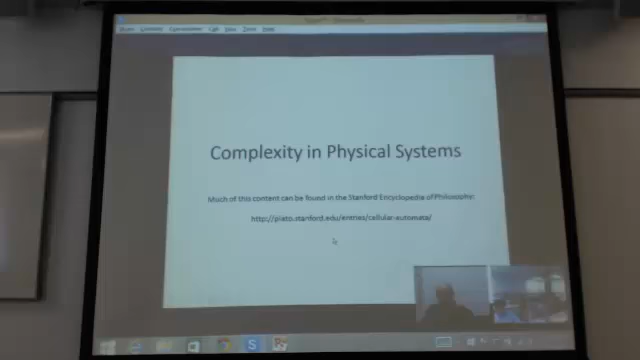 Complexity in Physical Systems
Much of this content can be found in the Stanford Encyclopedia of Philosophy:
http://plato.stanford.edu/entries/cellular-automata/